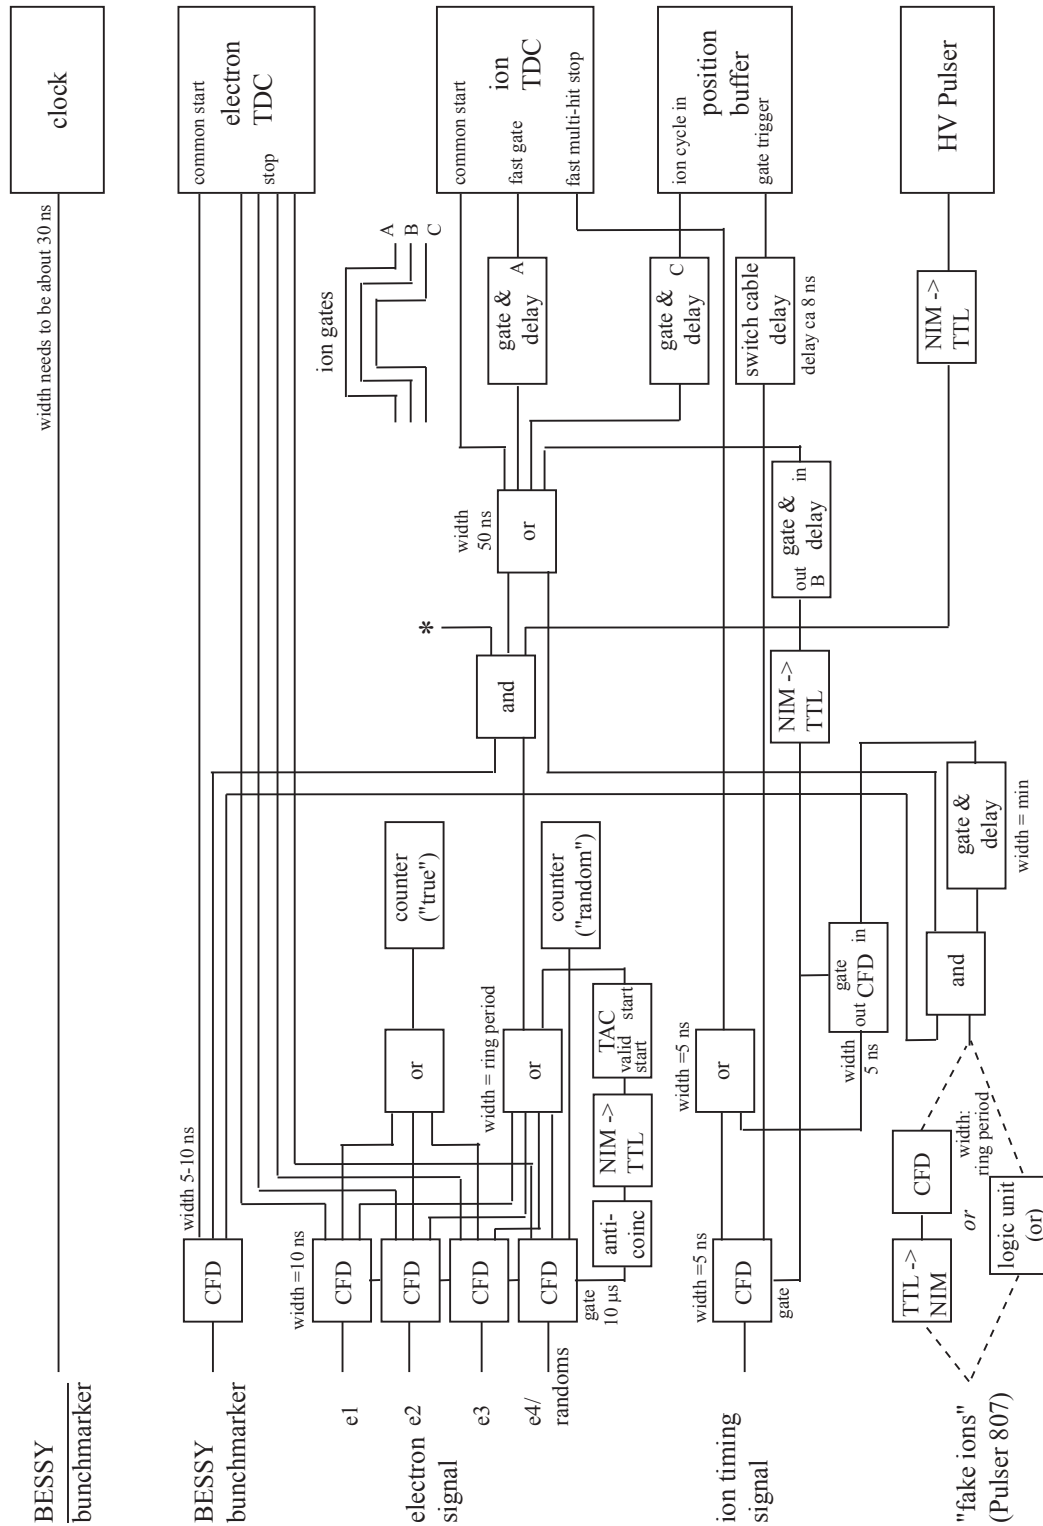 BESSY
bunchmarker
width needs to be about 30 ns
clock
BESSY
bunchmarker
CFD
width 5-10 ns
common start
electron
TDC
stop
electron
signal
e1
e2
e3
e4/
randoms
width =10 ns
CFD
CFD
CFD
CFD
gate
10 µs
anti-
coinc
NIM ->
TTL
TAC
valid
start
start
or
counter
("true")
width = ring period
or
counter
("random")
and
*
width
50 ns
or
ion gates
A
B
C
gate &
delay
A
common start
fast gate
ion
TDC
fast multi-hit stop
ion timing
signal
width =5 ns
CFD
gate
width =5 ns
or
gate &
delay
C
switch cable
delay
delay ca 8 ns
ion cycle in
position
buffer
gate trigger
NIM ->
TTL
out
B
gate &
delay
in
width
5 ns
gate
out
CFD
in
"fake ions"
(Pulser 807)
TTL ->
NIM
CFD
or
width:
ring period
logic unit
(or)
and
gate &
delay
width = min
NIM ->
TTL
HV Pulser